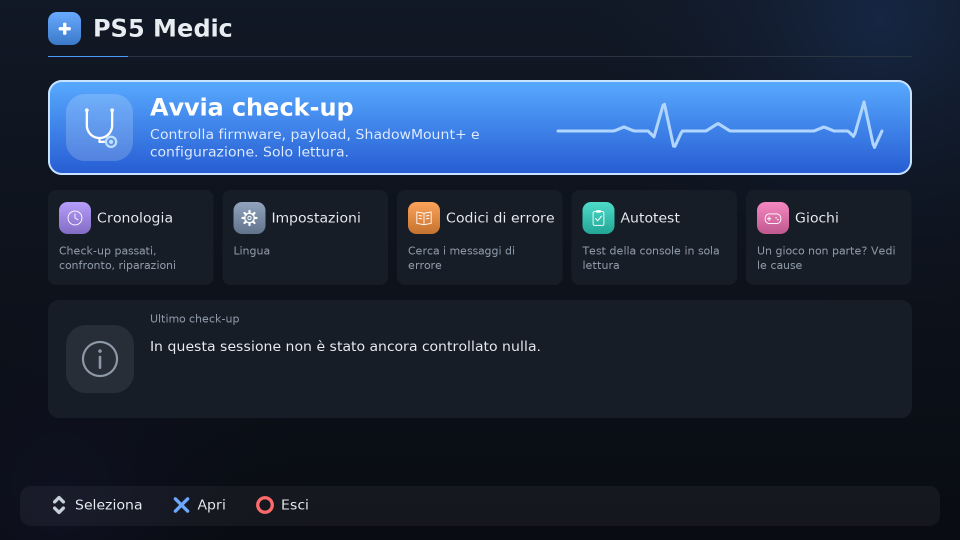 PS5 Medic
Avvia check-up
Controlla firmware, payload, ShadowMount+ e
configurazione. Solo lettura.
Cronologia
Check-up passati,
confronto, riparazioni
Impostazioni
Lingua
Codici di errore
Cerca i messaggi di
errore
Autotest
Test della console in sola
lettura
Giochi
Un gioco non parte? Vedi
le cause
Ultimo check-up
In questa sessione non è stato ancora controllato nulla.
Seleziona
Apri
Esci